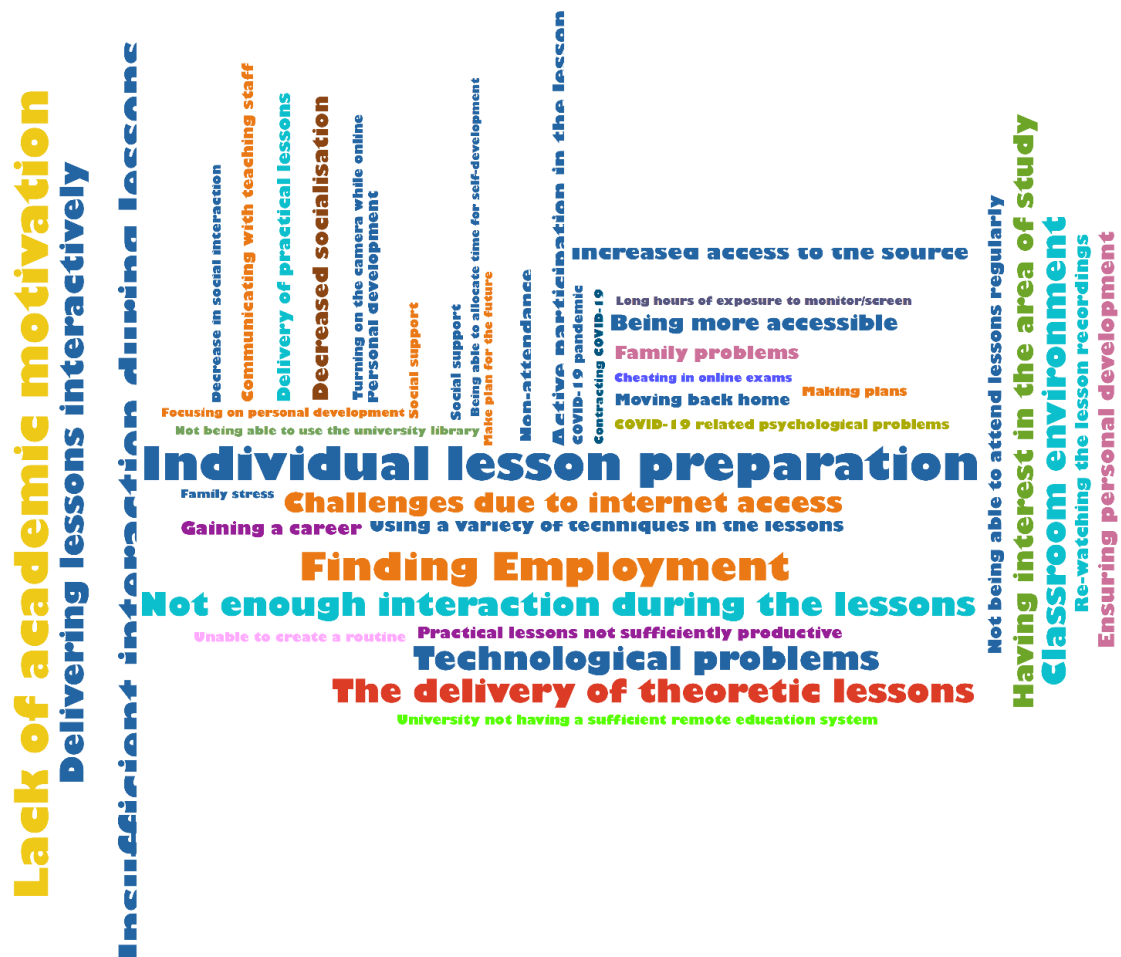 Lack of academic motivation
Delivering lessons interactively
Insufficient interaction during lessons
Decrease in social interaction
Communicating with teaching staff
Delivery of practical lessons
Decreased socialisation
Turning on the camera while online
Personal development
Social support
Social support
Being able to allocate time for self-development
Make plan for the future
Non-attendance
Active participation in the lesson
COVID-19 pandemic
Contracting COVID-19
Increased access to the source
Long hours of exposure to monitor/screen
Being more accessible
Family problems
Cheating in online exams
Making plans
Moving back home
COVID-19 related psychological problems
Focusing on personal development
Not being able to use the university library
Individual lesson preparation
Family stress
Challenges due to internet access
Gaining a career
Using a variety of techniques in the lessons
Finding Employment
Not enough interaction during the lessons
Unable to create a routine
Practical lessons not sufficiently productive
Technological problems
The delivery of theoretic lessons
University not having a sufficient remote education system
Not being able to attend lessons regularly
Having interest in the area of study
Classroom environment
Re-watching the lesson recordings
Ensuring personal development